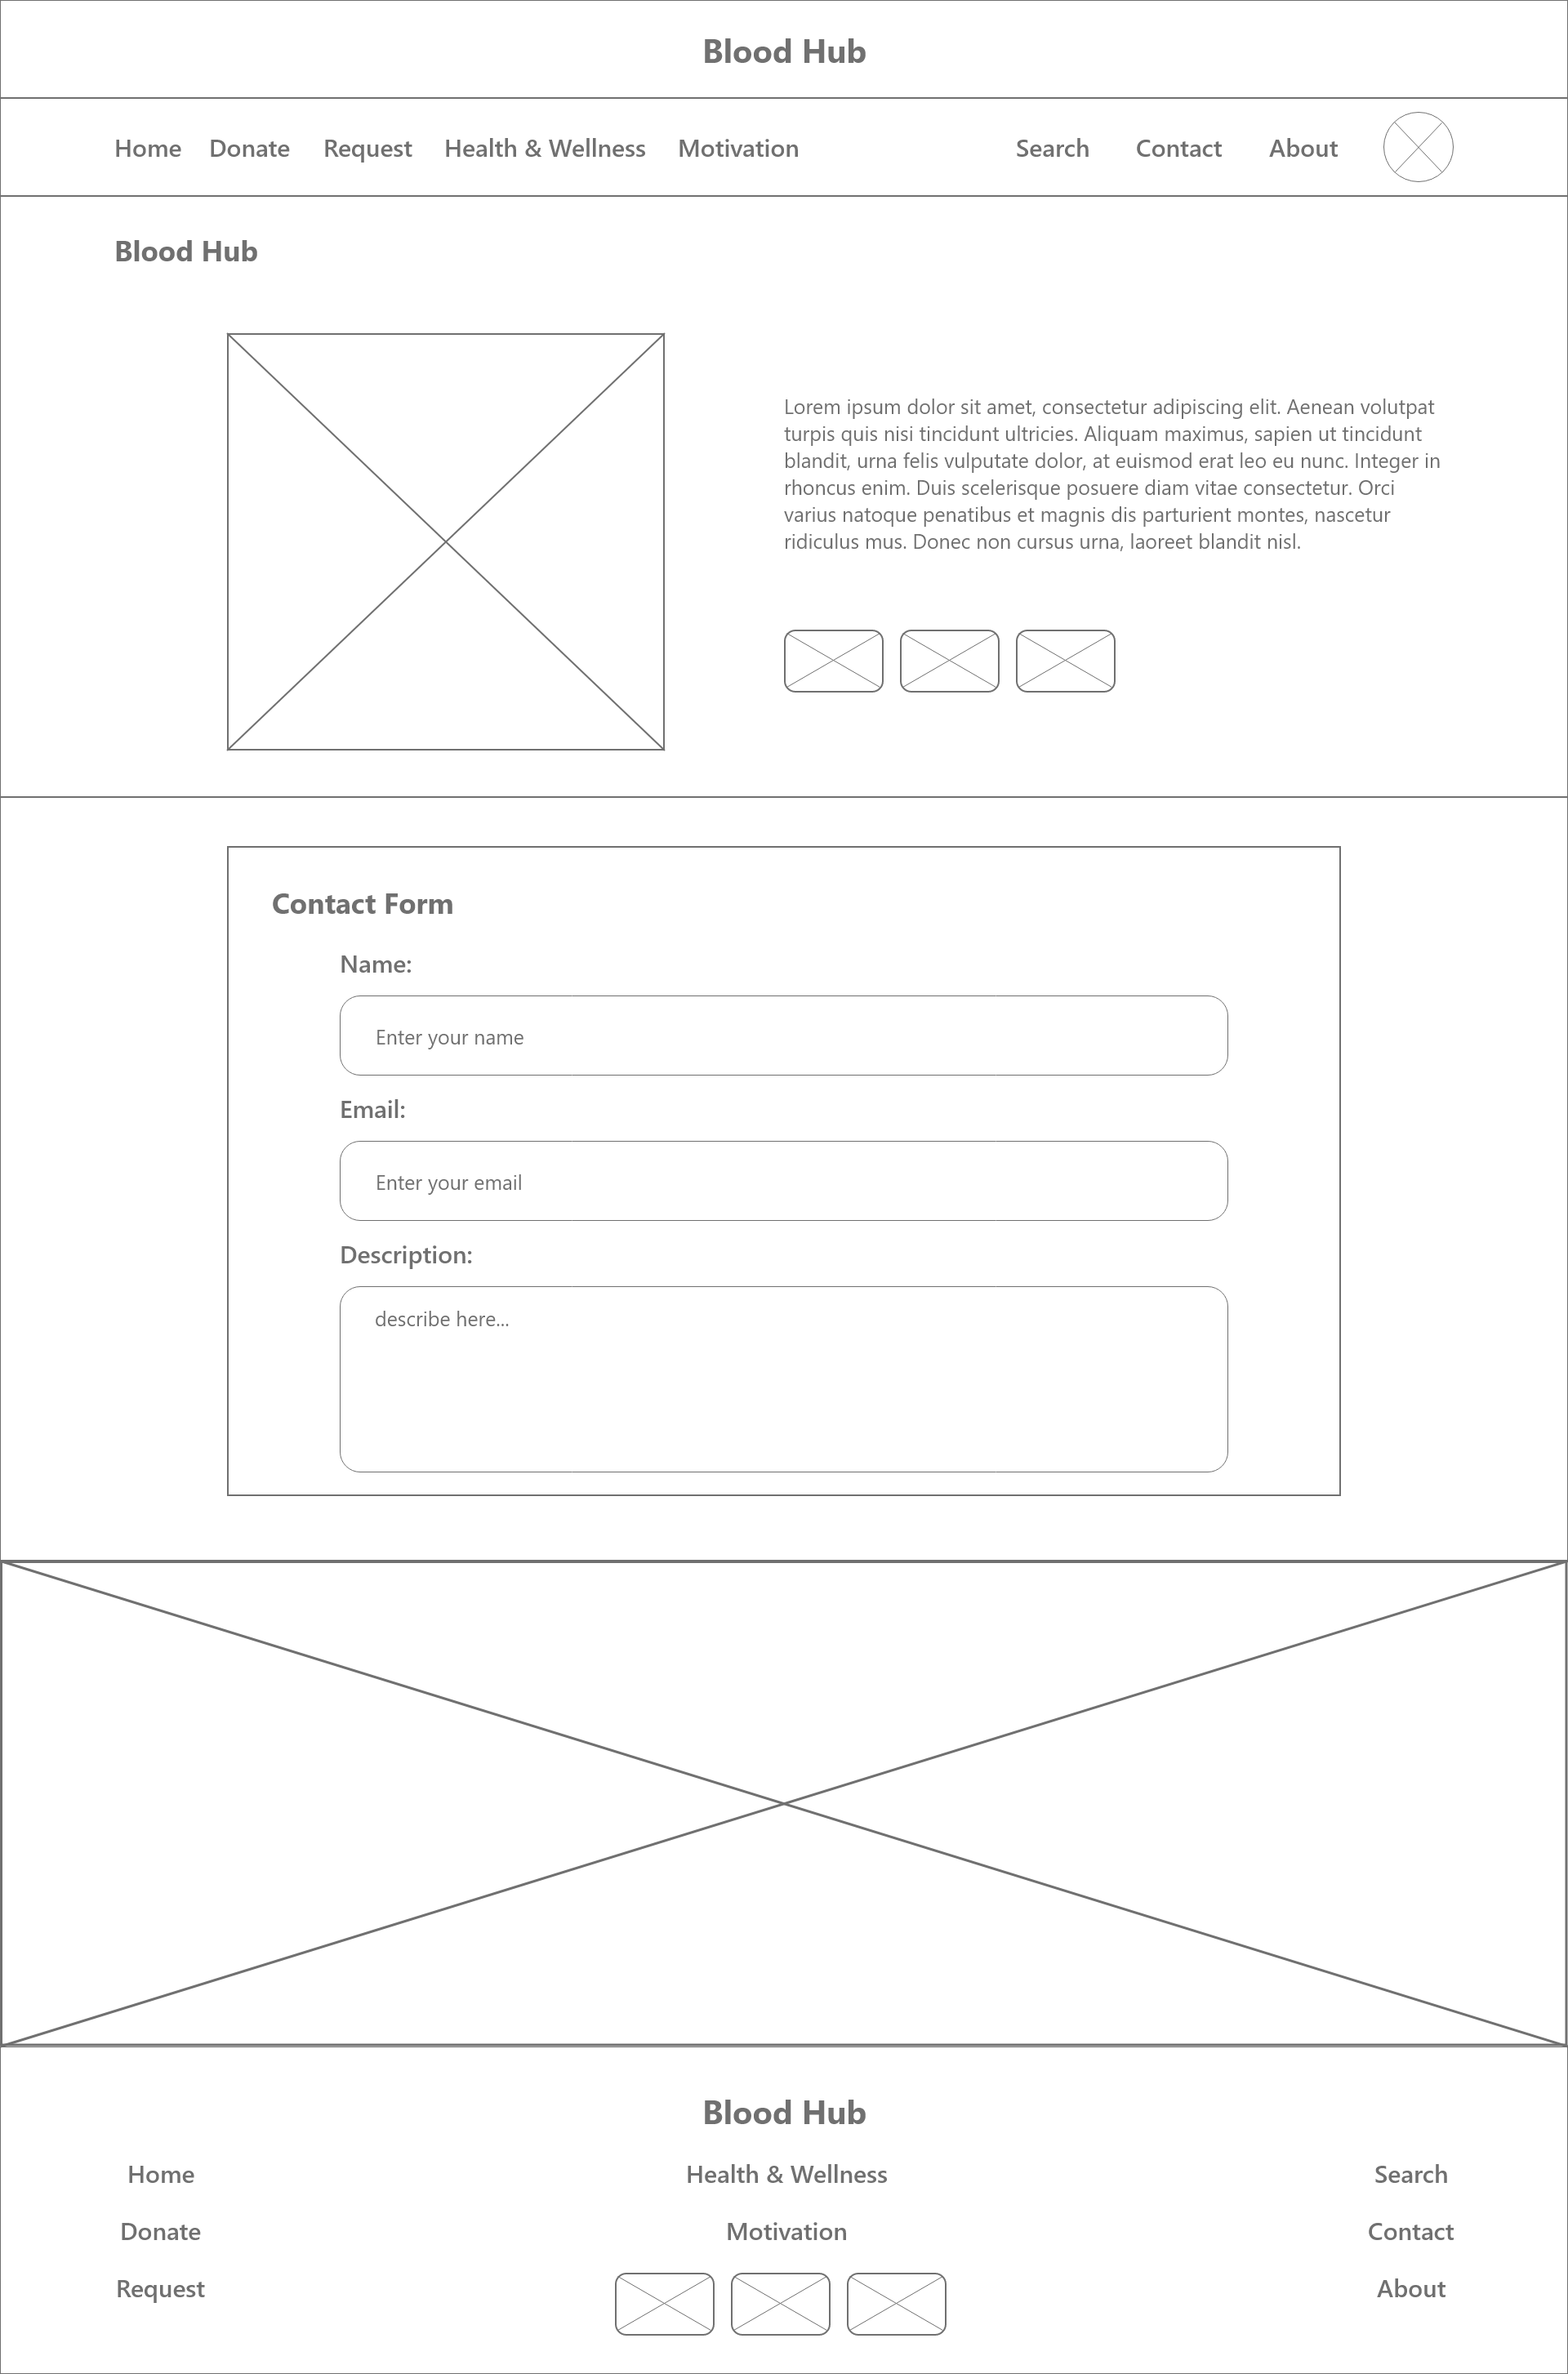 Blood Hub
Home Donate Request Health & Wellness Motivation Search Contact About
Blood Hub
Lorem ipsum dolor sit amet, consectetur adipiscing elit. Aenean volutpat
turpis quis nisi tincidunt ultricies. Aliquam maximus, sapien ut tincidunt
blandit, urna felis vulputate dolor, at euismod erat leo eu nunc. Integer in
rhoncus enim. Duis scelerisque posuere diam vitae consectetur. Orci
varius natoque penatibus et magnis dis parturient montes, nascetur
ridiculus mus. Donec non cursus urna, laoreet blandit nisl.
Contact Form
Name:
Enter your name
Email:
Enter your email
Description:
describe here...
Blood Hub
Home Health & Wellness Search
Donate Motivation Contact
Request About